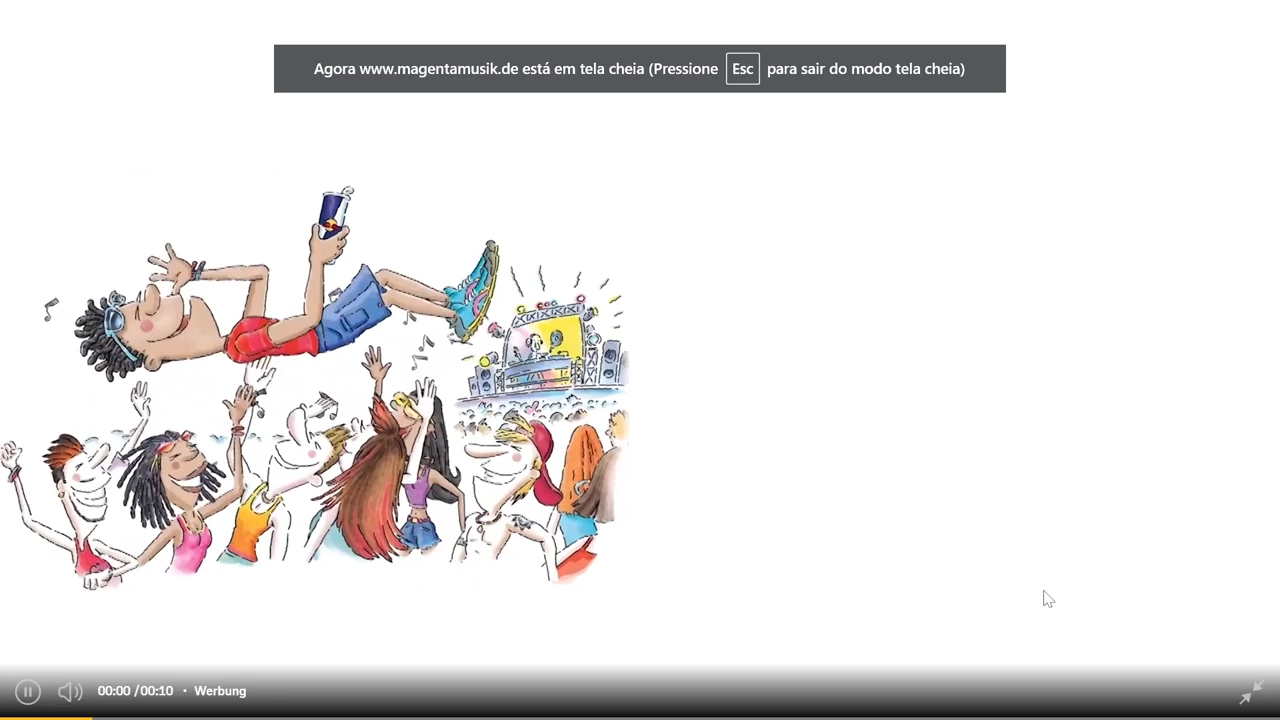 Agora www.magentamusik.de está em tela cheia (Pressione Esc para sair do modo tela cheia)
00:00 / 00:10 • Werbung